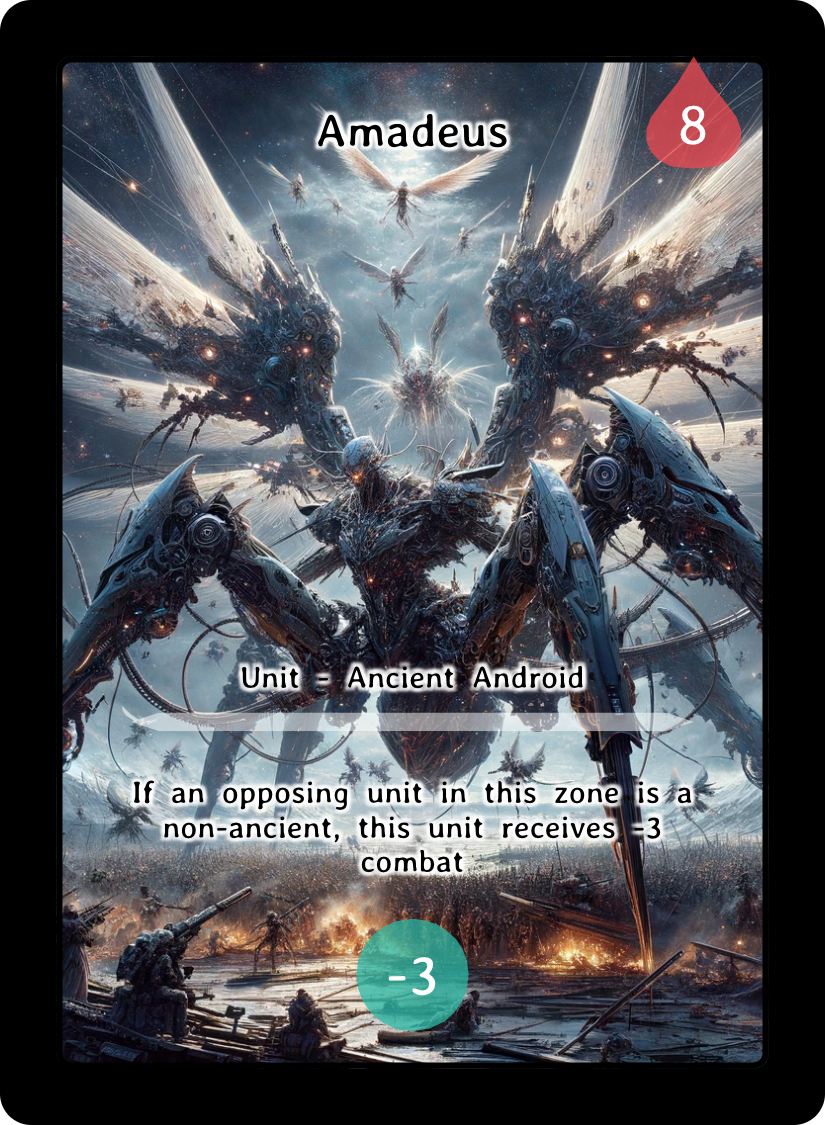 Amadeus
8
Unit - Ancient Android
If an opposing unit in this zone is a
non-ancient, this unit receives -3
combat
-3